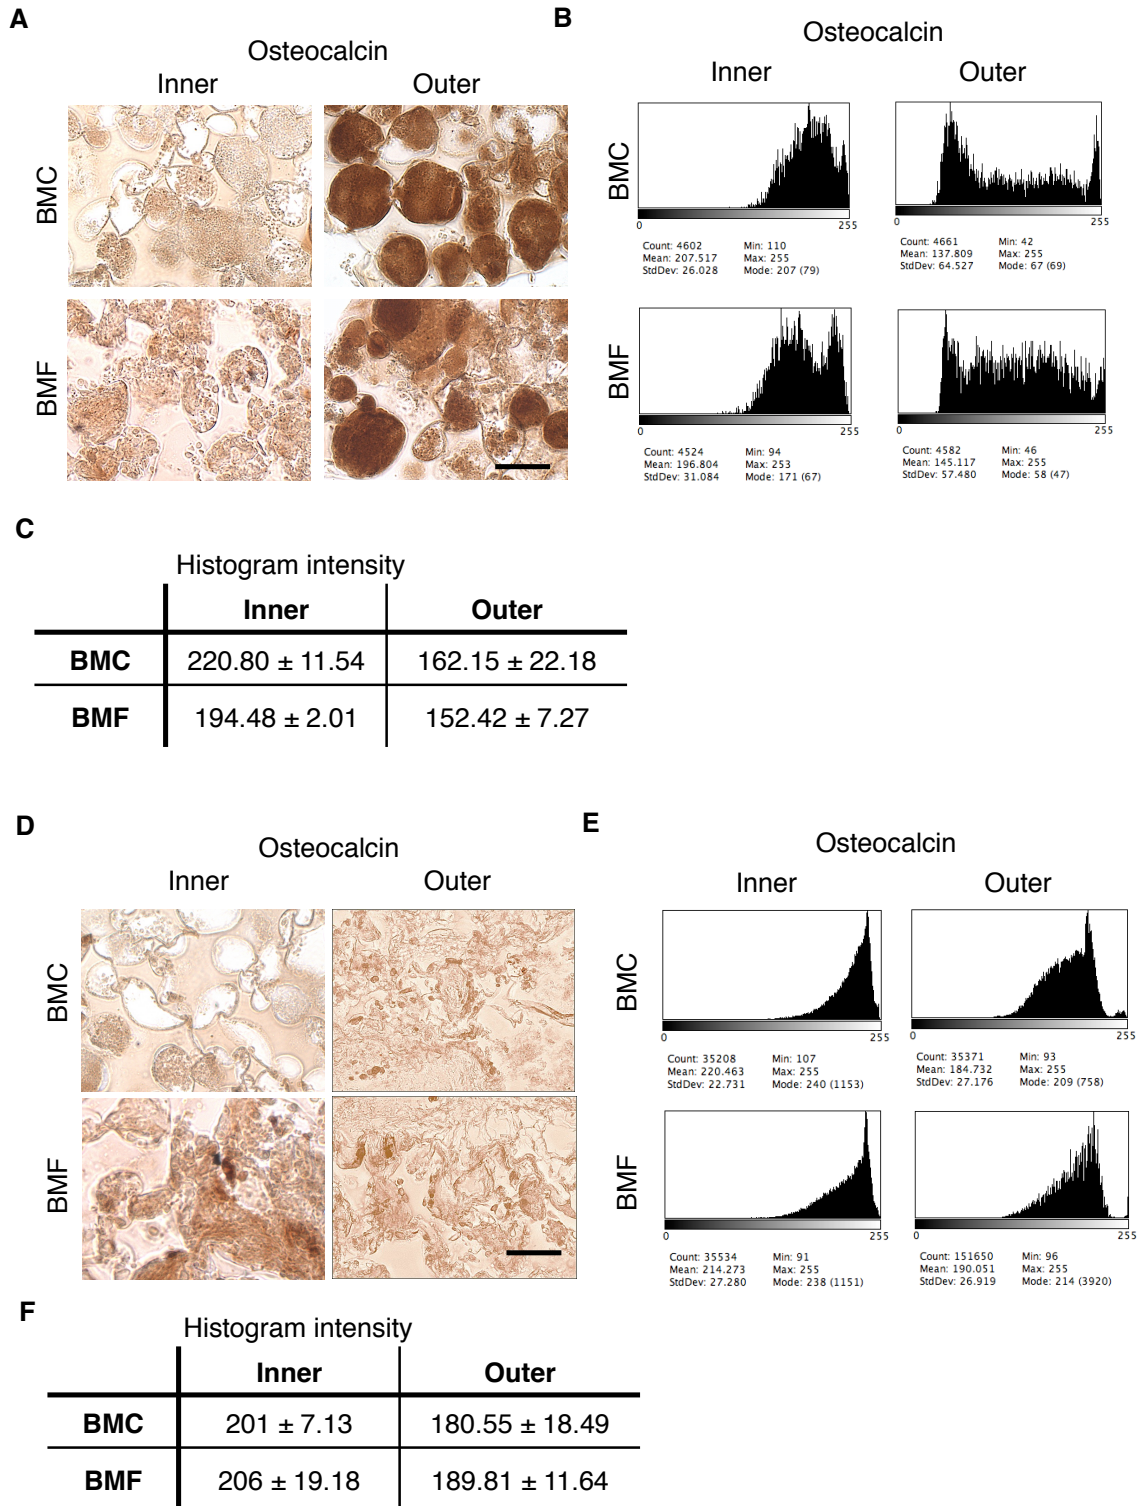 A
Osteocalcin
Inner Outer
BMC
BMF
B
Osteocalcin
Inner Outer
BMC
0 255
Count: 4602 Min: 110
Mean: 207.517 Max: 255
StdDev: 26.028 Mode: 207 (79)
0 255
Count: 4661 Min: 42
Mean: 137.809 Max: 255
StdDev: 64.527 Mode: 67 (69)
BMF
0 255
Count: 4524 Min: 94
Mean: 196.804 Max: 253
StdDev: 31.084 Mode: 171 (67)
0 255
Count: 4582 Min: 46
Mean: 145.117 Max: 255
StdDev: 57.480 Mode: 58 (47)
C
Histogram intensity
Inner Outer
BMC 220.80 ± 11.54 162.15 ± 22.18
BMF 194.48 ± 2.01 152.42 ± 7.27
D
Osteocalcin
Inner Outer
BMC
BMF
E
Osteocalcin
Inner Outer
BMC
0 255
Count: 35208 Min: 107
Mean: 220.463 Max: 255
StdDev: 22.731 Mode: 240 (1153)
0 255
Count: 35371 Min: 93
Mean: 184.732 Max: 255
StdDev: 27.176 Mode: 209 (758)
BMF
0 255
Count: 35534 Min: 91
Mean: 214.273 Max: 255
StdDev: 27.280 Mode: 238 (1151)
0 255
Count: 151650 Min: 96
Mean: 190.051 Max: 255
StdDev: 26.919 Mode: 214 (3920)
F
Histogram intensity
Inner Outer
BMC 201 ± 7.13 180.55 ± 18.49
BMF 206 ± 19.18 189.81 ± 11.64